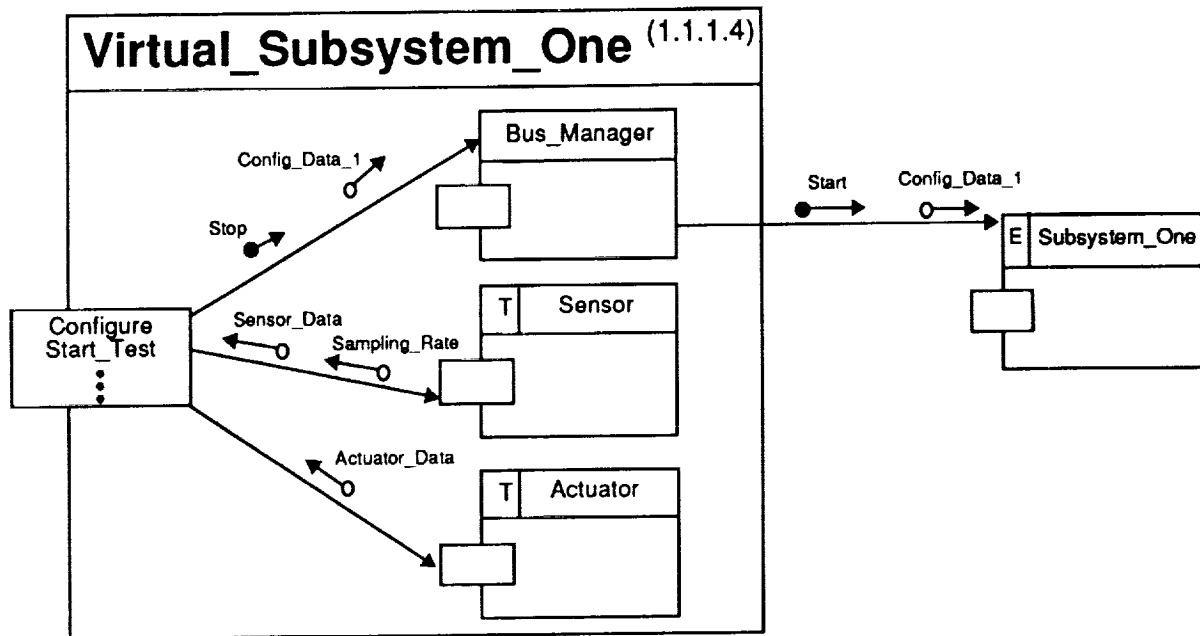 Virtual_Subsystem_One (1.1.1.4)
Bus_Manager
Config_Data_1
Stop
Start
Config_Data_1
E Subsystem_One
Configure
Start_Test
Sensor_Data
Sampling_Rate
T Sensor
Actuator_Data
T Actuator